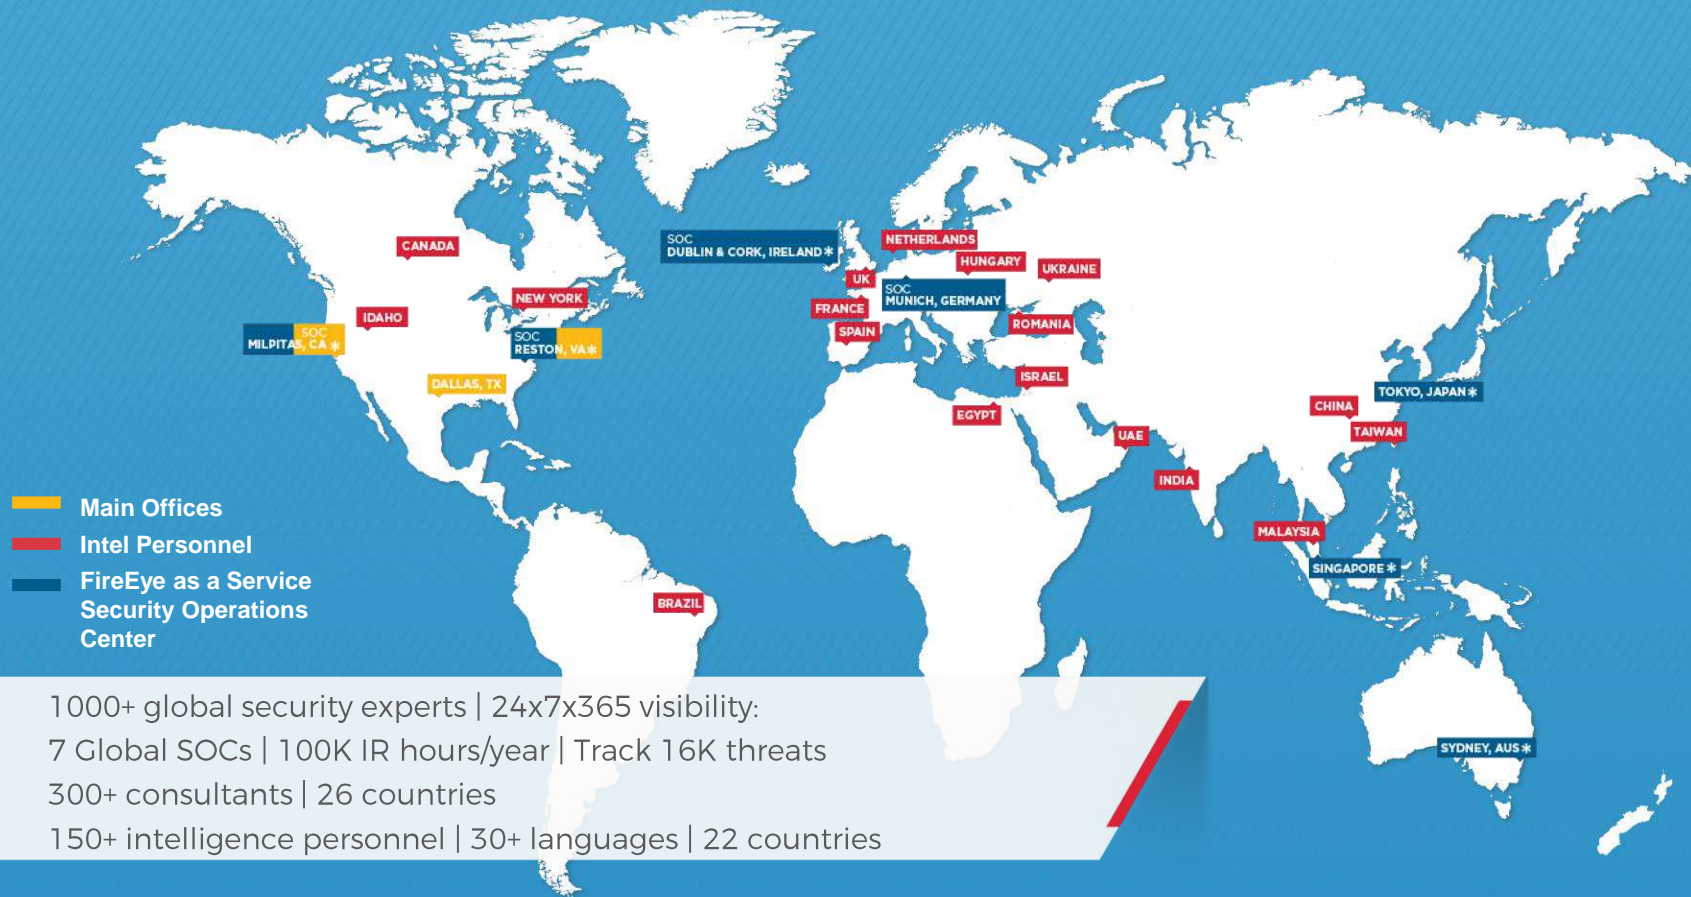 CANADA
NEW YORK
IDAHO
SOC
MILPITAS, CA *
SOC
RESTON, VA*
DALLAS, TX
SOC
DUBLIN & CORK, IRELAND *
NETHERLANDS
HUNGARY
UKRAINE
UK
SOC
MUNICH, GERMANY
FRANCE
SPAIN
ROMANIA
ISRAEL
EGYPT
UAE
INDIA
CHINA
TAIWAN
TOKYO, JAPAN *
MALAYSIA
SINGAPORE *
BRAZIL
SYDNEY, AUS *
Main Offices
Intel Personnel
FireEye as a Service
Security Operations
Center
1000+ global security experts | 24x7x365 visibility:
7 Global SOCs | 100K IR hours/year | Track 16K threats
300+ consultants | 26 countries
150+ intelligence personnel | 30+ languages | 22 countries